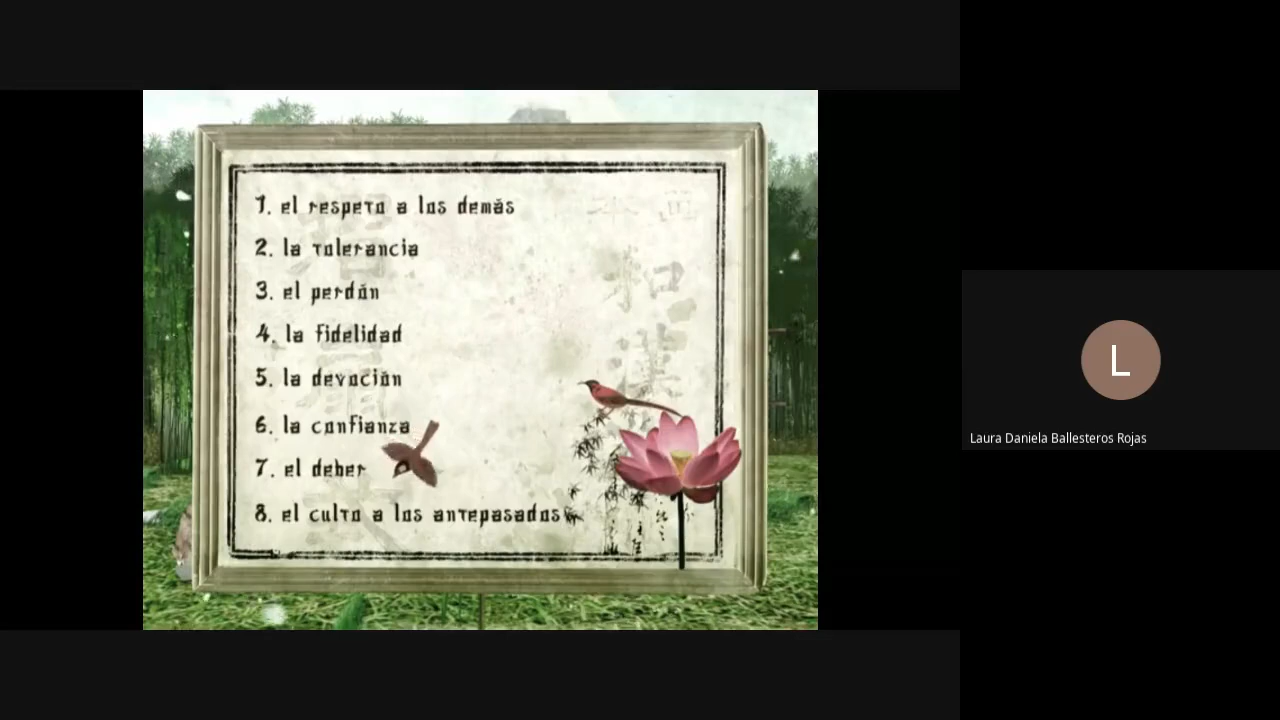 1. el respeto a los demás
2. la tolerancia
3. el perdón
4. la fidelidad
5. la devoción
6. la confianza
7. el deber
8. el culto a los antepasados
L
Laura Daniela Ballesteros Rojas